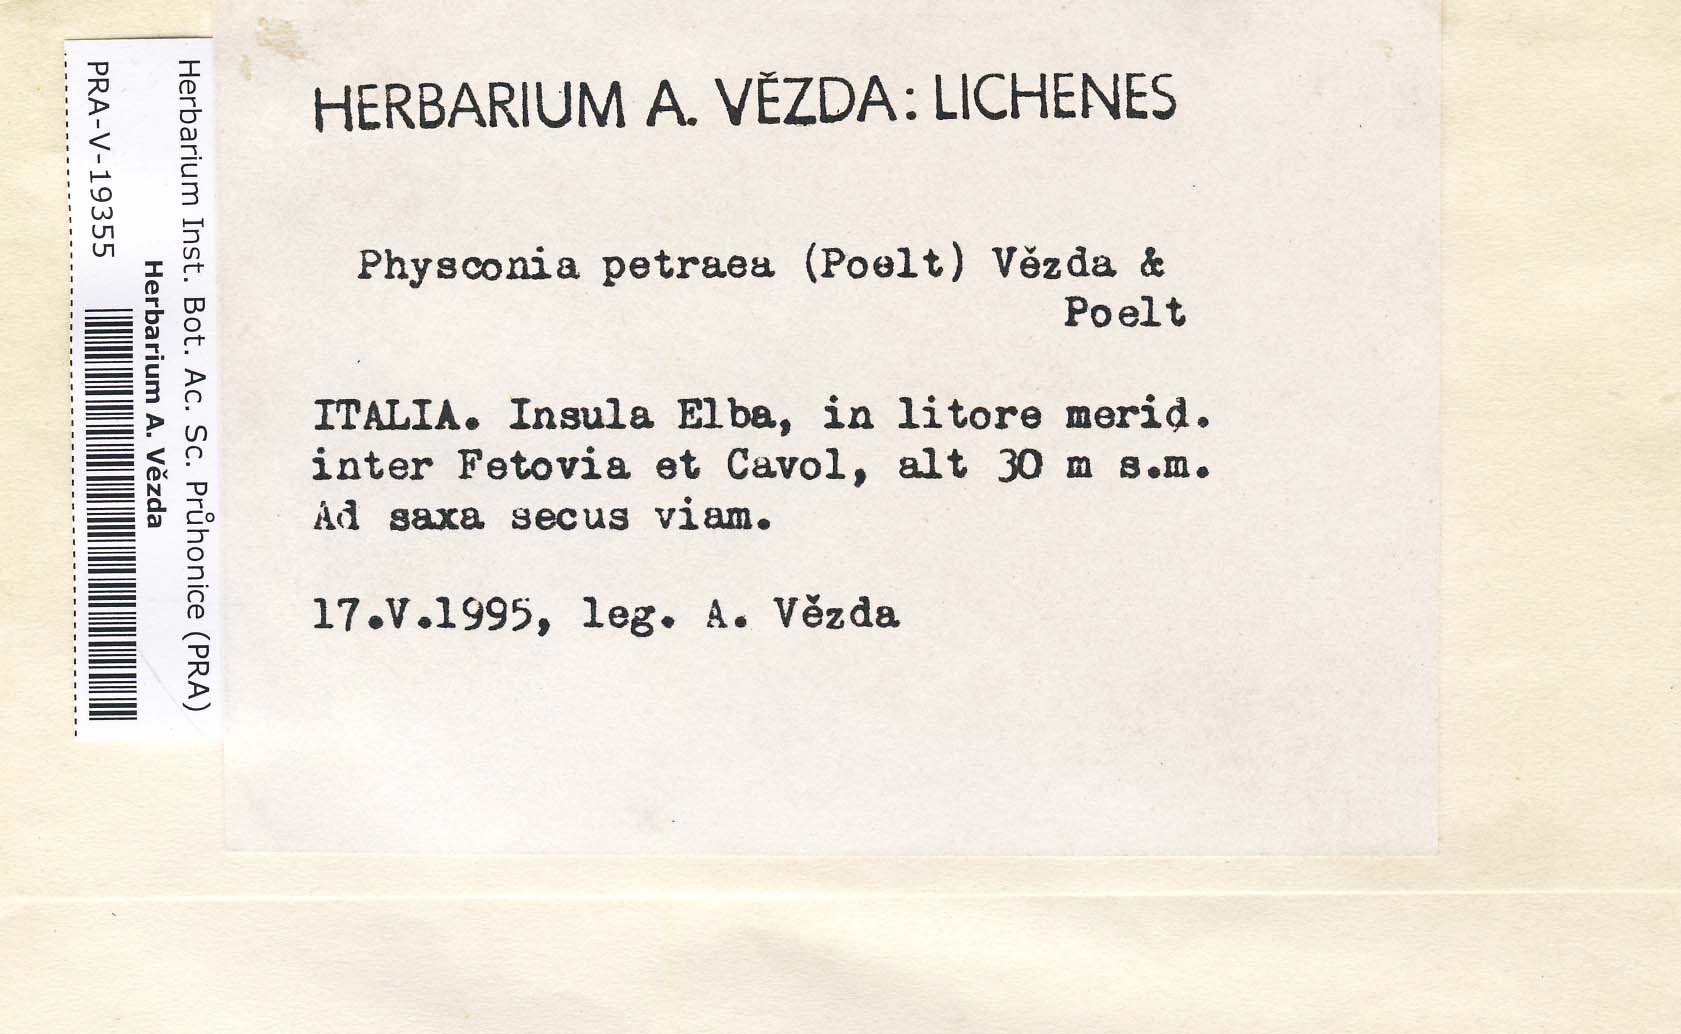 HERBARIUM A. VĚZDA: LICHENES
Physconia petraea (Poelt) Vězda &
Poelt
ITALIA. Insula Elba, in litore merid.
inter Fetovia et Cavol, alt 30 m s.m.
Ad saxa secus viam.
17.V.1995, leg. A. Vězda
Herbarium Inst. Bot. Ac. Sc. Průhonice (PRA)
Herbarium A. Vězda
PRA-V-19355